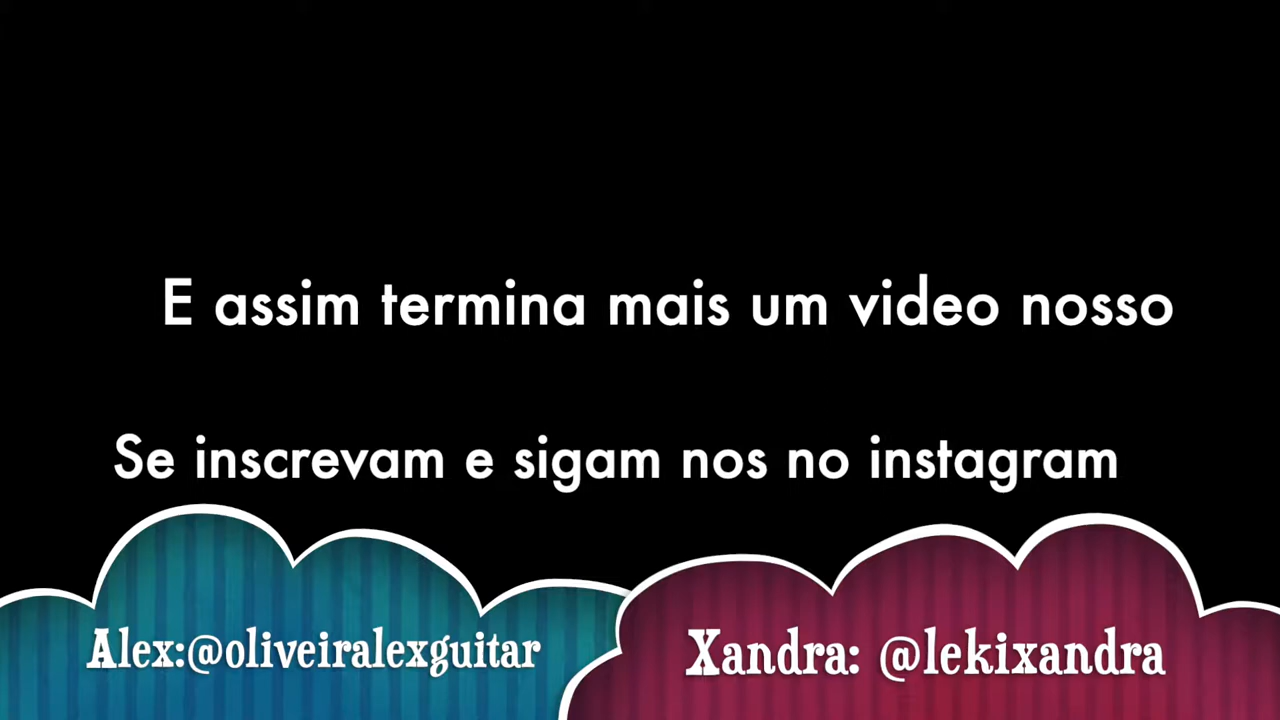 E assim termina mais um video nosso
Se inscrevam e sigam nos no instagram
Alex:@oliveiralexguitar
Xandra: @lekixandra